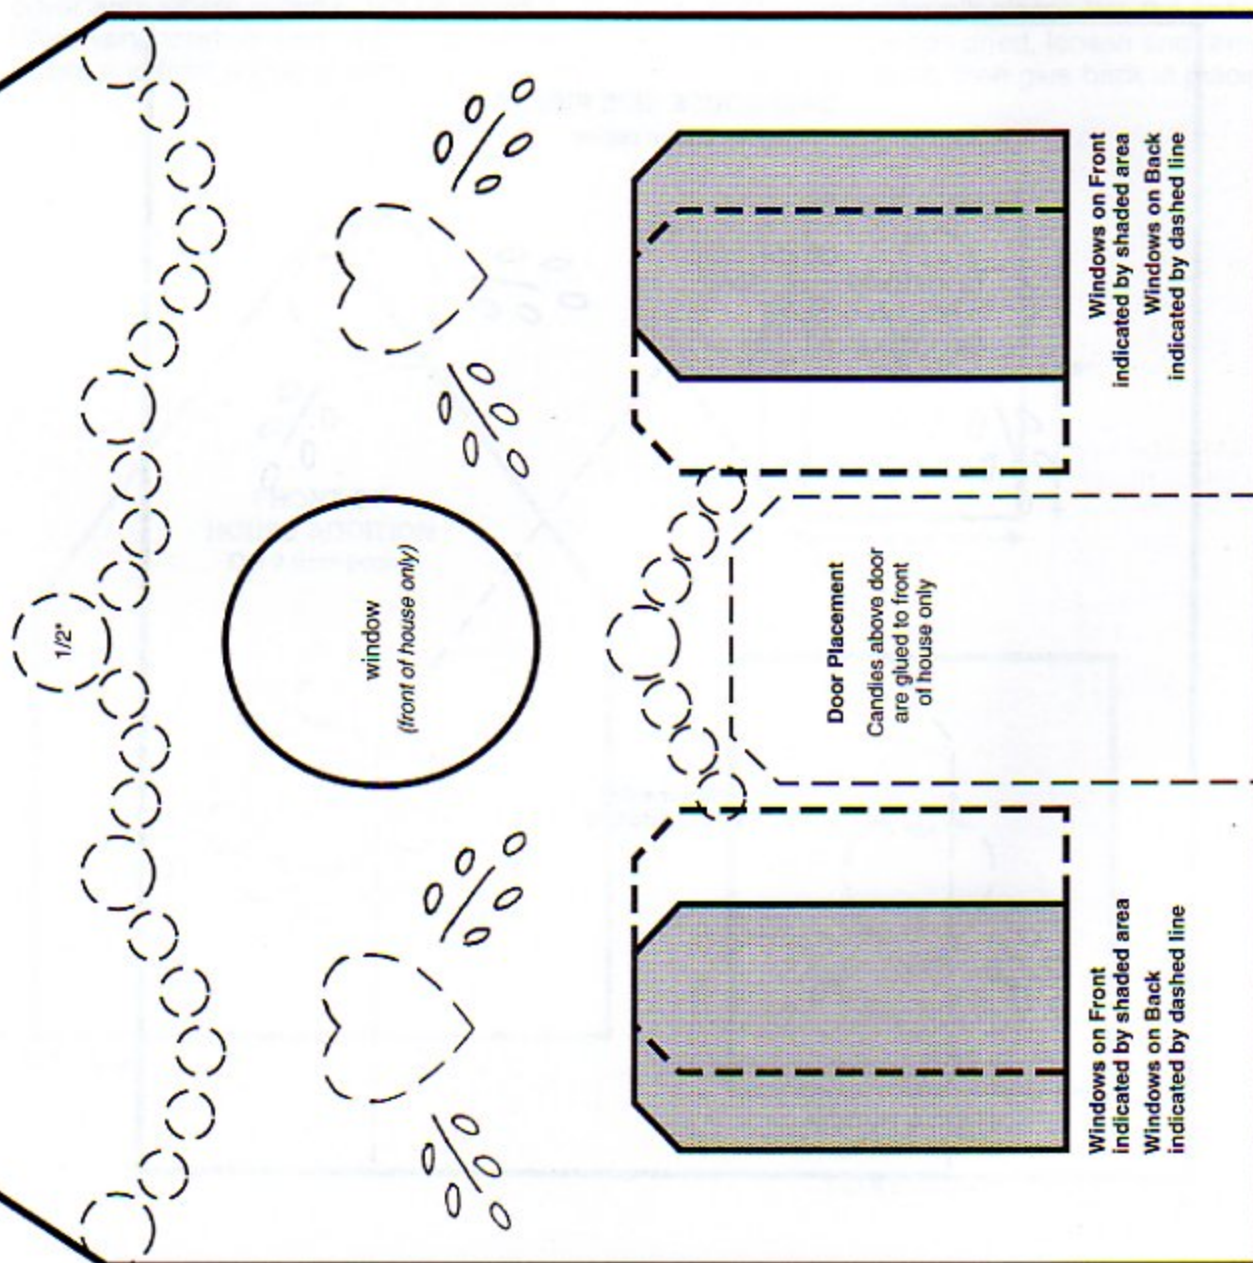 1/2"
window
(front of house only)
Door Placement
Candies above door
are glued to front
of house only
Windows on Front
indicated by shaded area
Windows on Back
indicated by dashed line
Windows on Front
indicated by shaded area
Windows on Back
indicated by dashed line